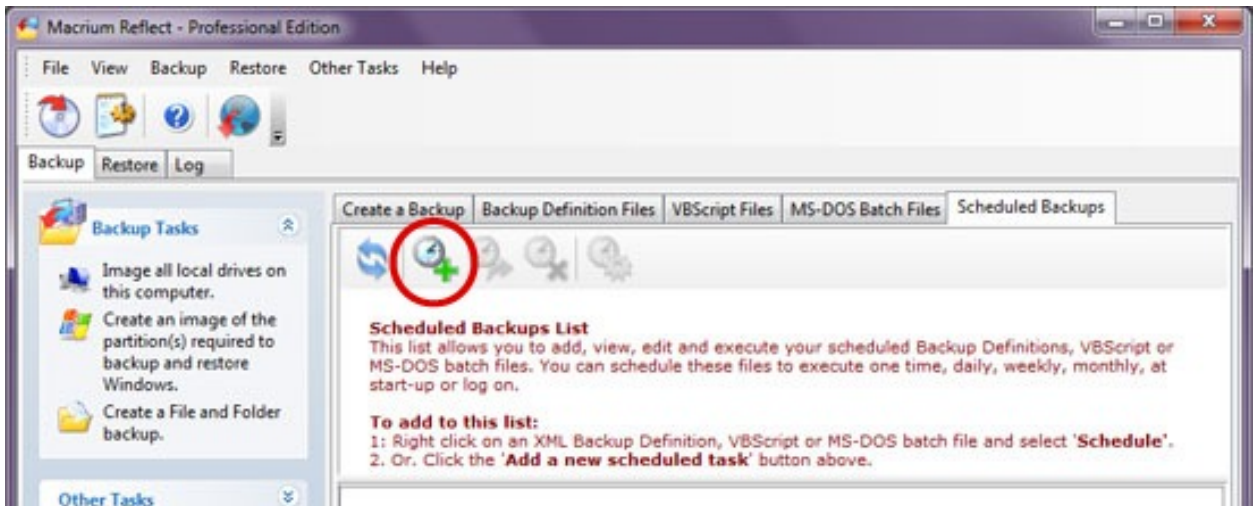 Macrium Reflect - Professional Edition
File View Backup Restore Other Tasks Help
Backup Restore Log
Create a Backup Backup Definition Files VBScript Files MS-DOS Batch Files Scheduled Backups
Backup Tasks
Image all local drives on
this computer.
Create an image of the
partition(s) required to
backup and restore
Windows.
Create a File and Folder
backup.
Other Tasks
Scheduled Backups List
This list allows you to add, view, edit and execute your scheduled Backup Definitions, VBScript or
MS-DOS batch files. You can schedule these files to execute one time, daily, weekly, monthly, at
start-up or log on.
To add to this list:
1: Right click on an XML Backup Definition, VBScript or MS-DOS batch file and select 'Schedule'.
2. Or. Click the 'Add a new scheduled task' button above.